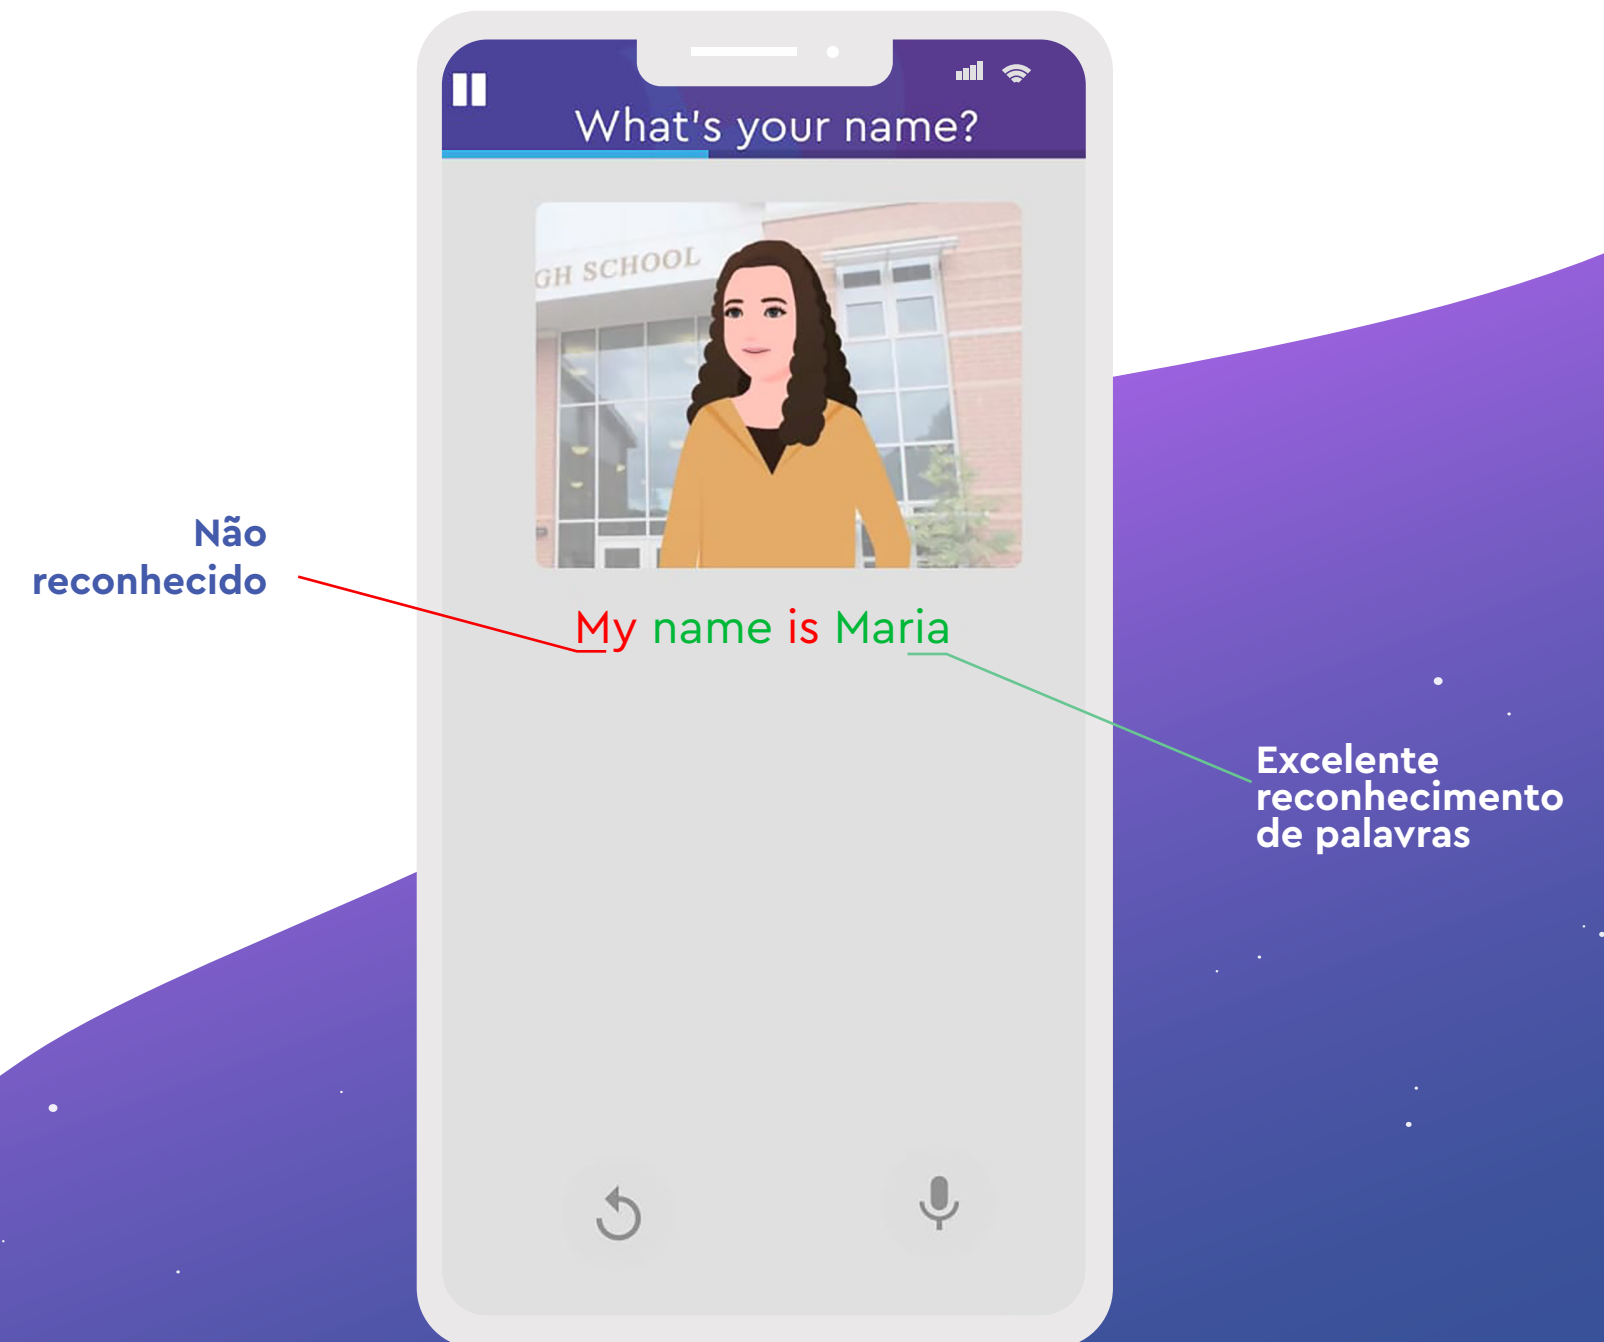 What's your name?
GH SCHOOL
Não
reconhecido
My name is Maria
Excelente
reconhecimento
de palavras